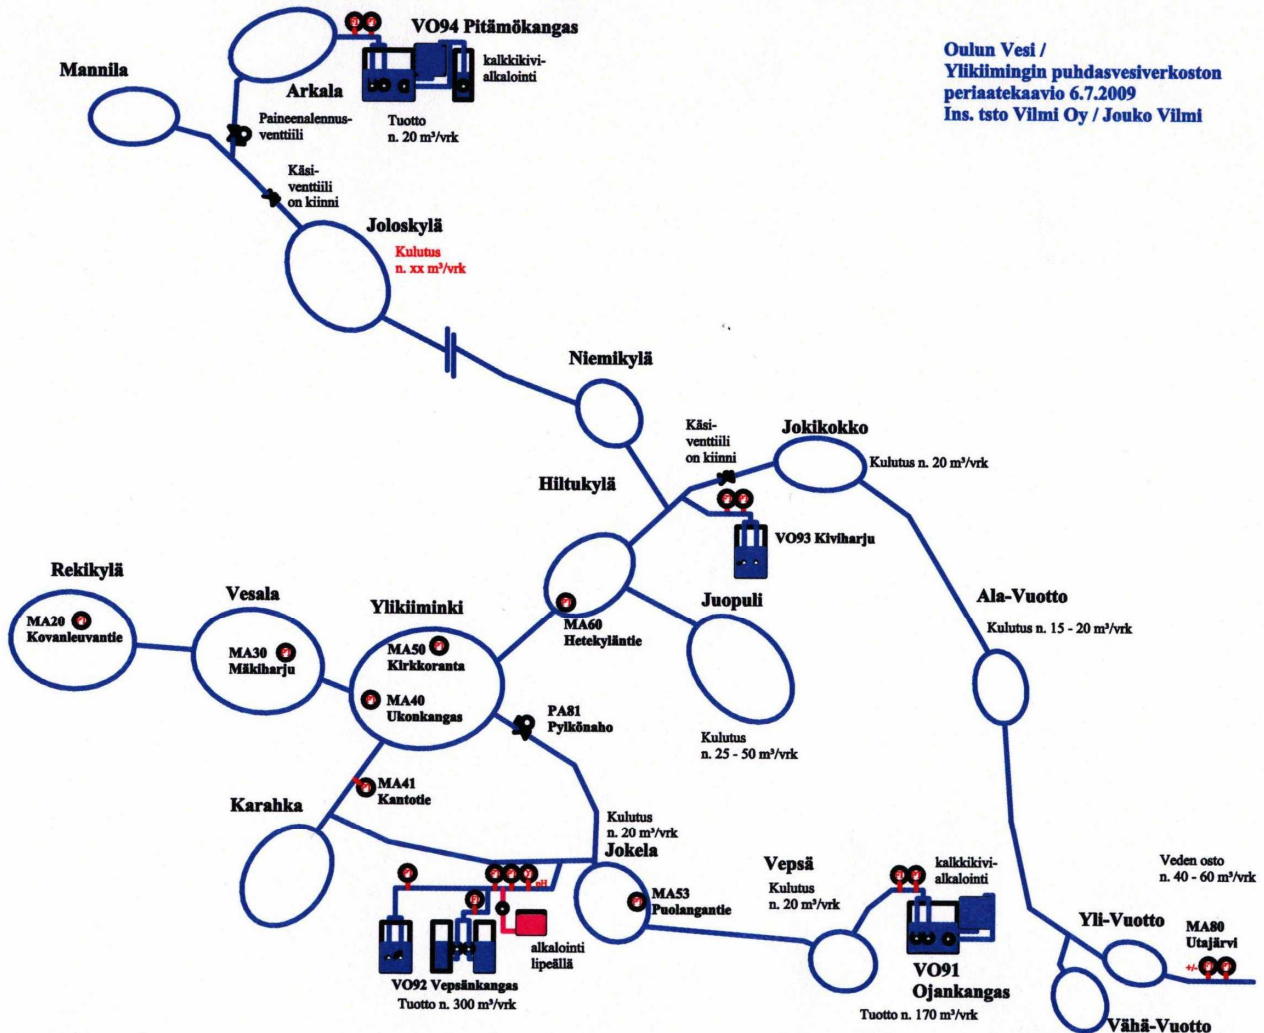 VO94 Pitämökangas
Oulun Vesi /
Ylikiimingin puhdasvesiverkoston
periaatekaavio 6.7.2009
Ins. tsto Vilmi Oy / Jouko Vilmi
Mannila
kalkkikivi-
alkalointi
Arkala
Paineenalennus-
venttiili
Tuotto
n. 20 m³/vrk
Käsi-
venttiili
on kiinni
Joloskylä
Kulutus
n. xx m³/vrk
Niemikylä
Käsi-
venttiili
on kiinni
Jokikokko
Kulutus n. 20 m³/vrk
Hiltukylä
VO93 Kiviharju
Rekikylä
MA20
Kovanleuvantie
Vesala
MA30
Mäkiharju
Ylikiiminki
MA50
Kirkkoranta
MA40
Ukonkangas
MA60
Hetekyläntie
Juopuli
Kulutus
n. 25 - 50 m³/vrk
Ala-Vuotto
Kulutus n. 15 - 20 m³/vrk
PA81
Pylkönaho
MA41
Kantotie
Karahka
Kulutus
n. 20 m³/vrk
Jokela
MA53
Puolangantie
Vepsä
Kulutus
n. 20 m³/vrk
kalkkikivi-
alkalointi
Veden osto
n. 40 - 60 m³/vrk
pH
alkalointi
lipeällä
VO92 Vepsänkangas
Tuotto n. 300 m³/vrk
VO91
Ojankangas
Tuotto n. 170 m³/vrk
Yli-Vuotto
MA80
Utajärvi
+/-
Vähä-Vuotto